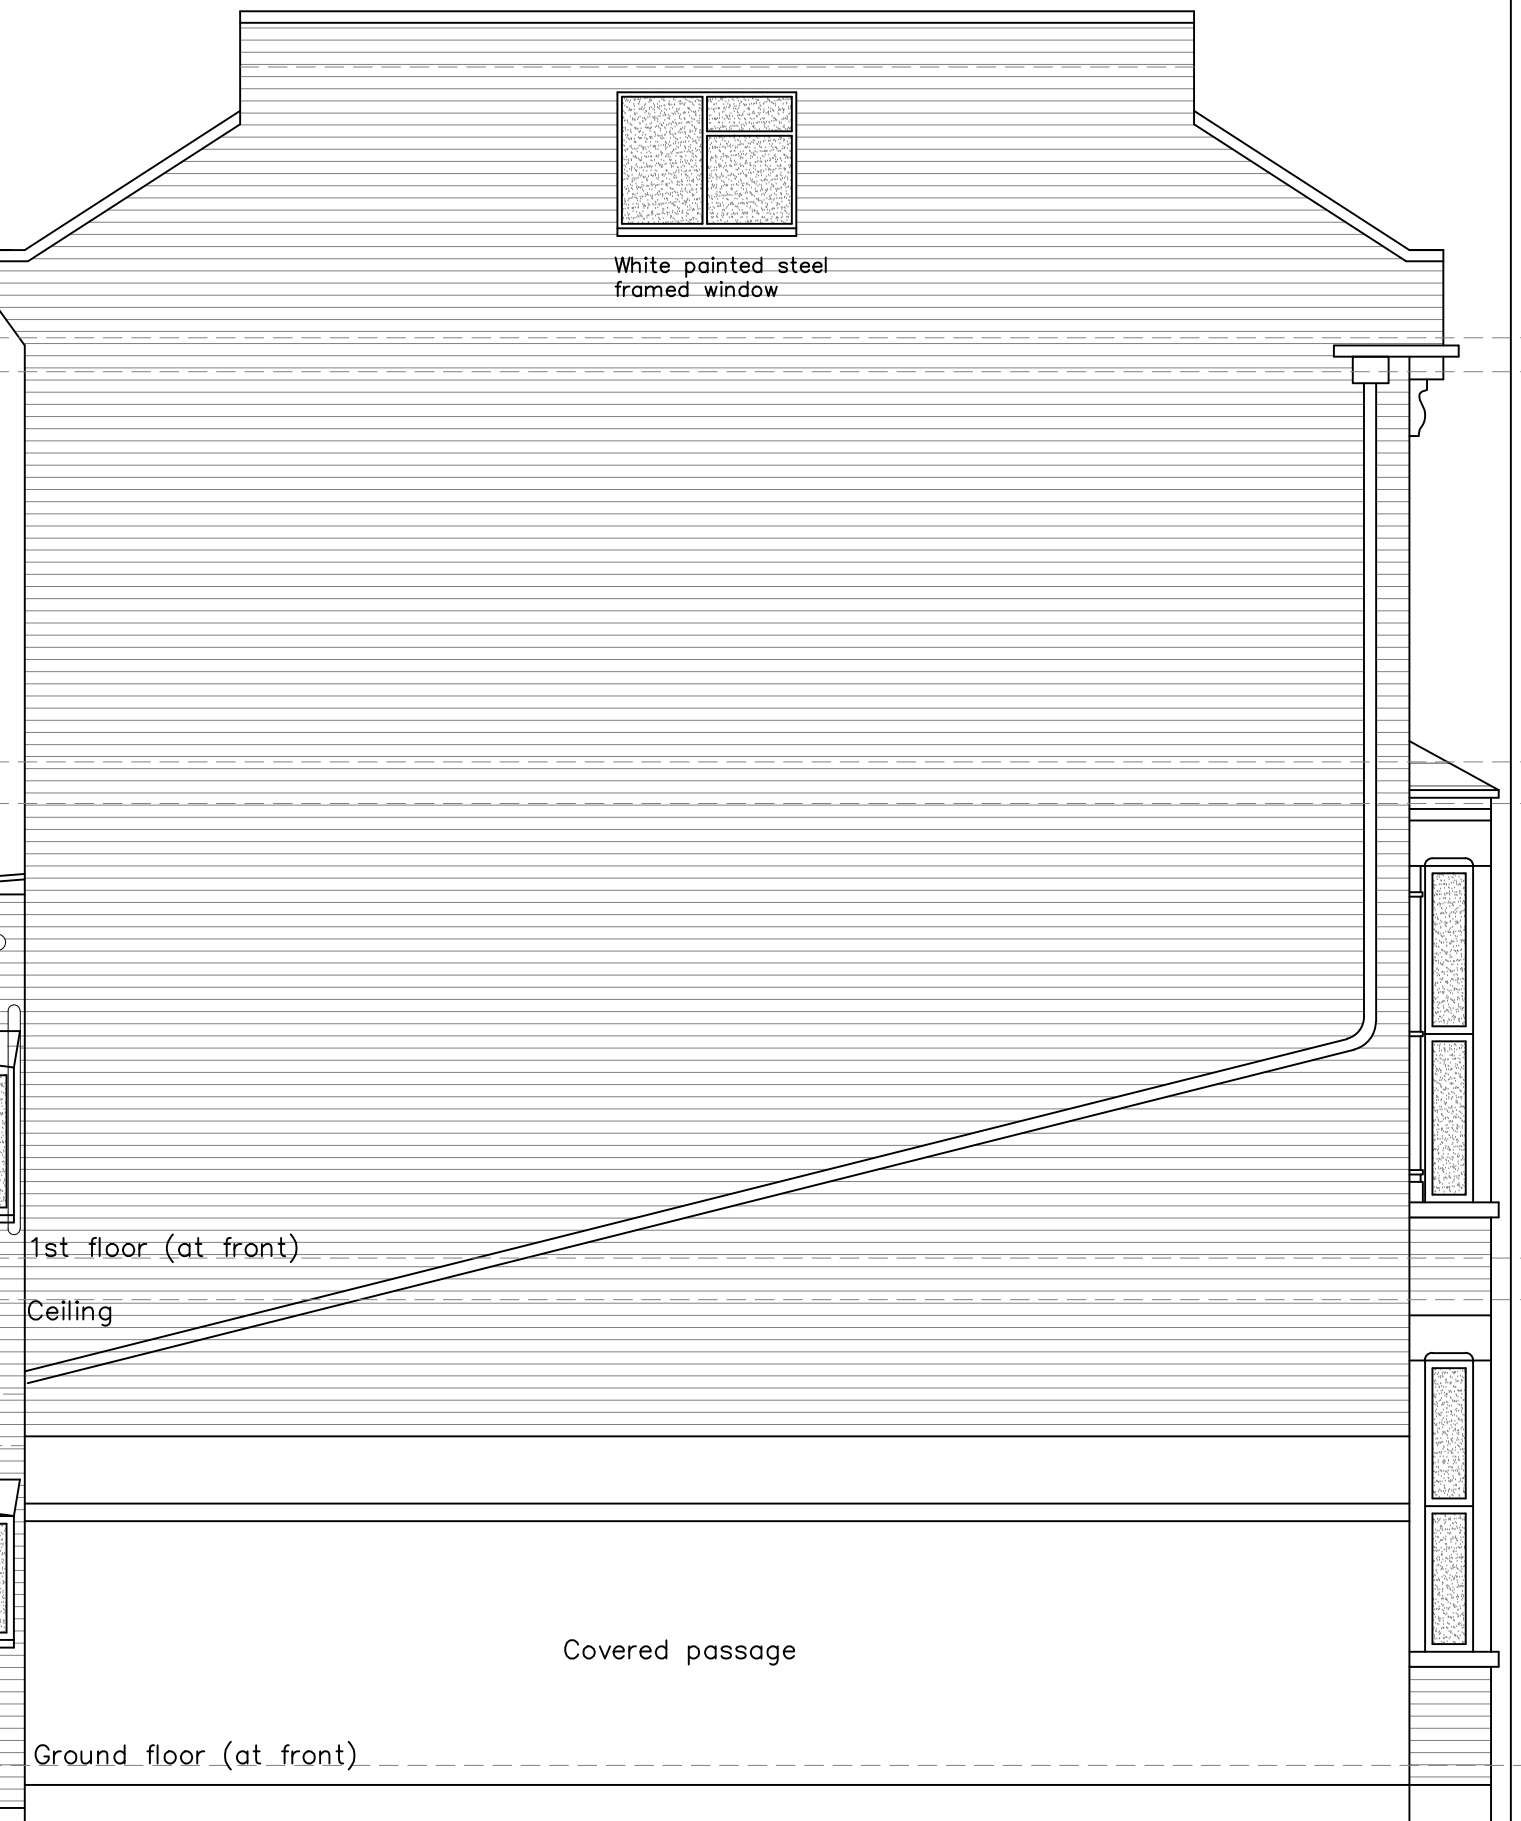 White painted steel
framed window
1st floor (at front)
Ceiling
Covered passage
Ground floor (at front)